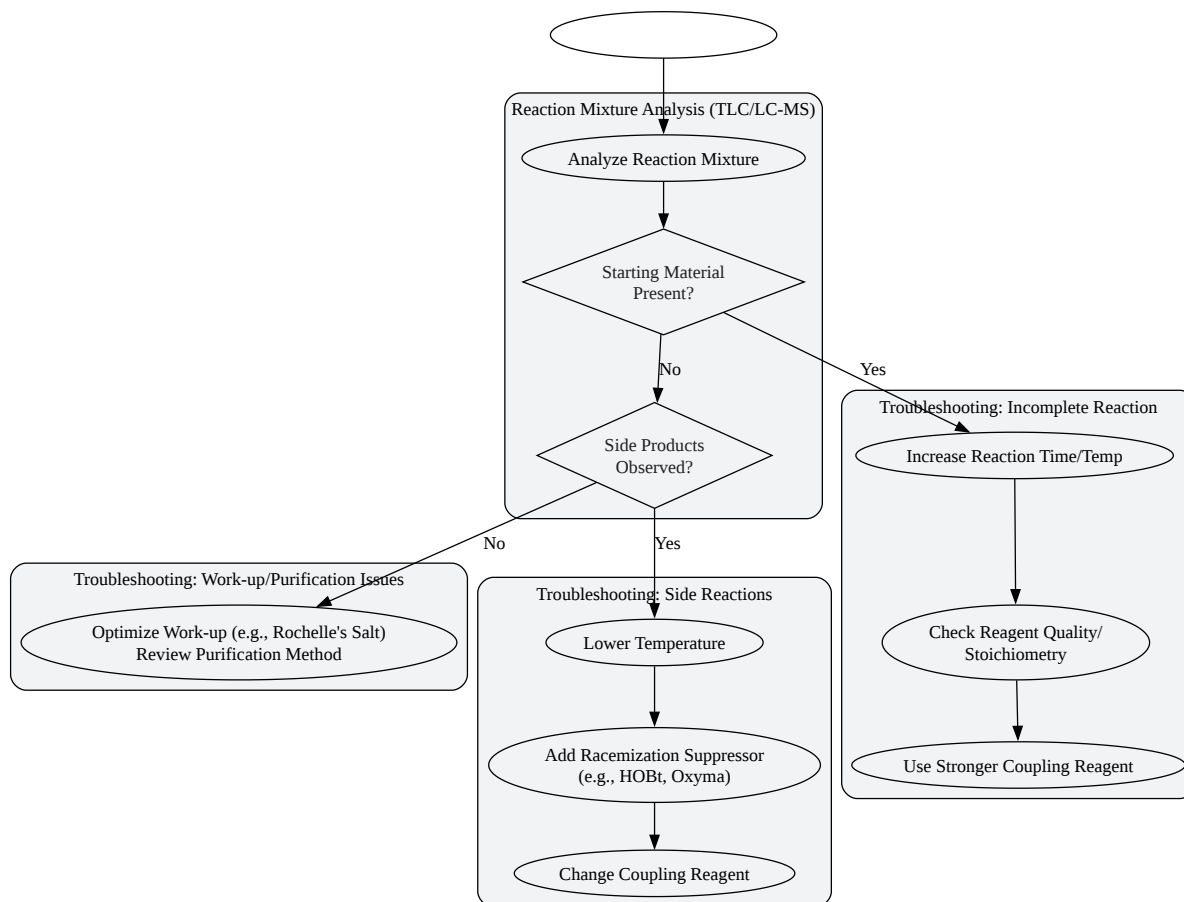 Reaction Mixture Analysis (TLC/LC-MS)
Analyze Reaction Mixture
Starting Material
Present?
No
Yes
Troubleshooting: Incomplete Reaction
Side Products
Observed?
Increase Reaction Time/Temp
No
Yes
Troubleshooting: Work-up/Purification Issues
Troubleshooting: Side Reactions
Optimize Work-up (e.g., Rochelle's Salt)
Review Purification Method
Lower Temperature
Check Reagent Quality/
Stoichiometry
Add Racemization Suppressor
(e.g., HOBt, Oxyma)
Use Stronger Coupling Reagent
Change Coupling Reagent